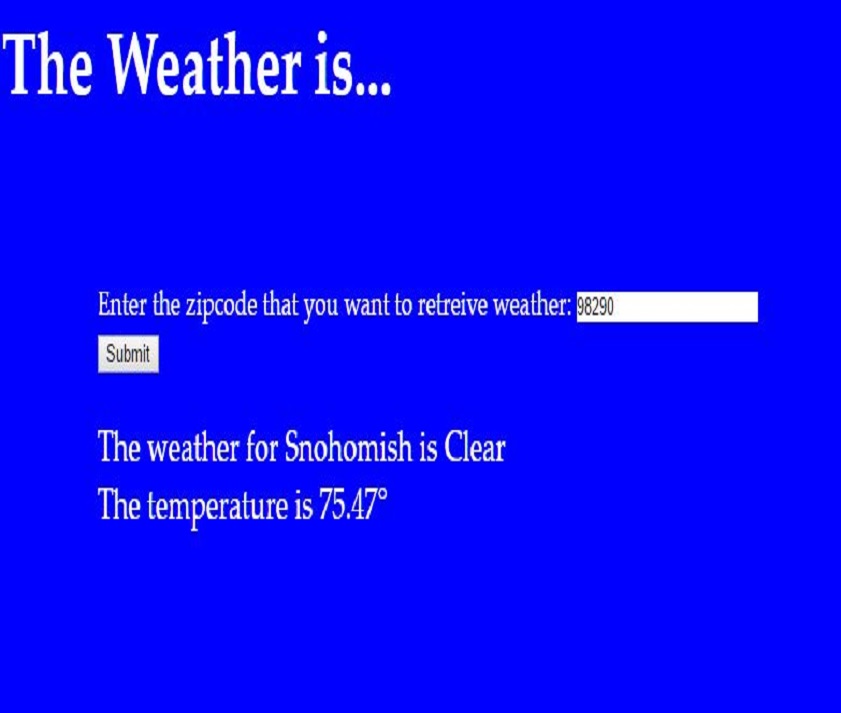 The Weather is...
Enter the zipcode that you want to retreive weather: 98290
Submit
The weather for Snohomish is Clear
The temperature is 75.47°